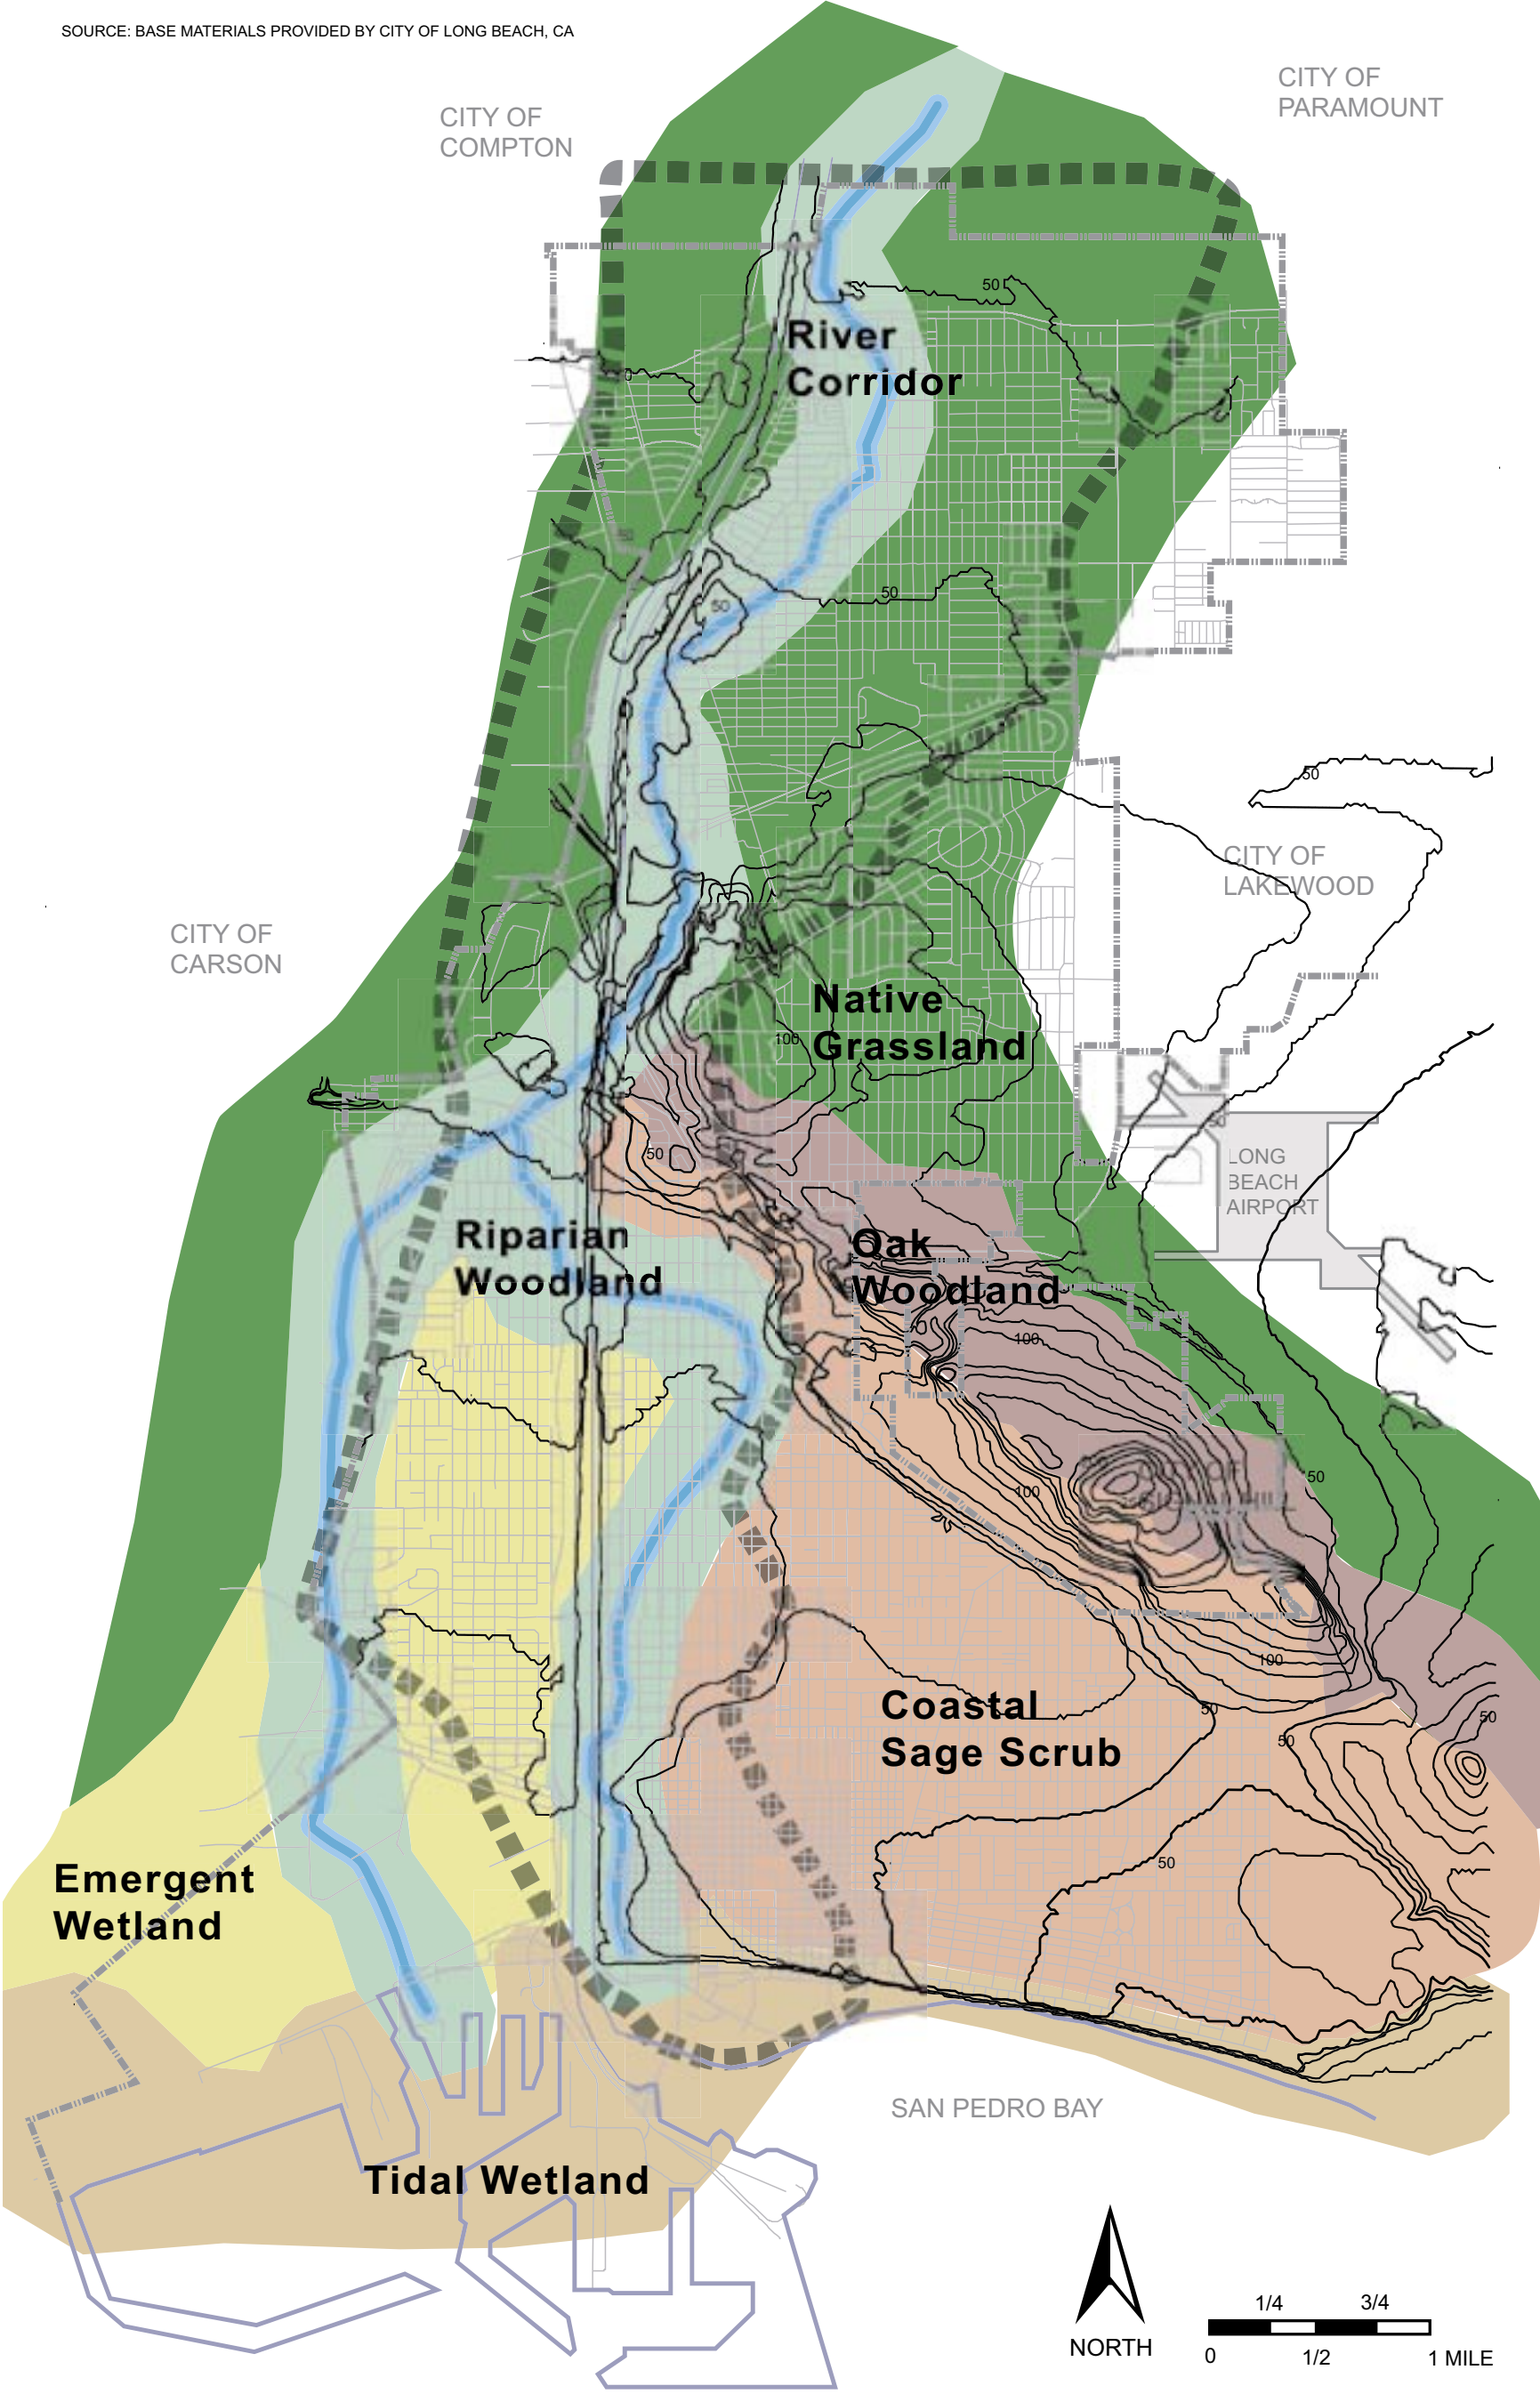 SOURCE: BASE MATERIALS PROVIDED BY CITY OF LONG BEACH, CA
CITY OF
PARAMOUNT
CITY OF
COMPTON
50
River
Corridor
50
50
50
CITY OF
LAKEWOOD
CITY OF
CARSON
Native
Grassland
100
50
LONG
BEACH
AIRPORT
Riparian
Woodland
Oak
Woodland
100
50
100
100
Coastal
Sage Scrub
50
50
50
50
Emergent
Wetland
SAN PEDRO BAY
Tidal Wetland
NORTH
1/4
3/4
0
1/2
1 MILE